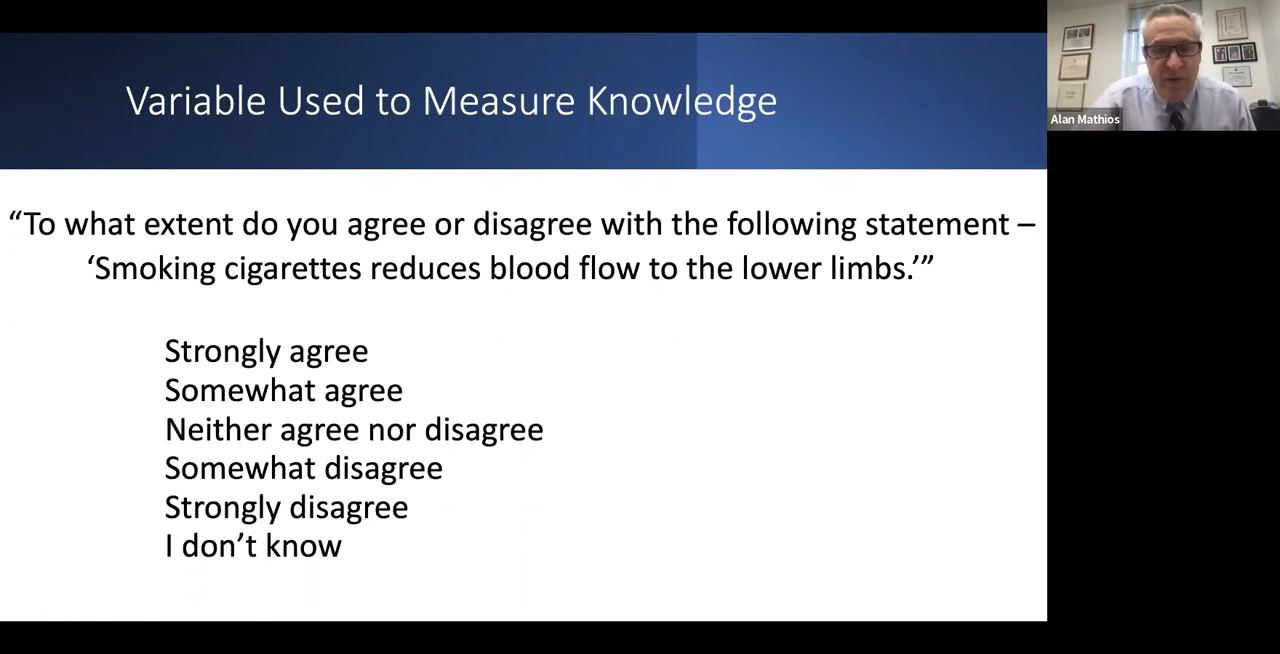 Variable Used to Measure Knowledge
Alan Mathios
“To what extent do you agree or disagree with the following statement –
‘Smoking cigarettes reduces blood flow to the lower limbs.’”
Strongly agree
Somewhat agree
Neither agree nor disagree
Somewhat disagree
Strongly disagree
I don’t know